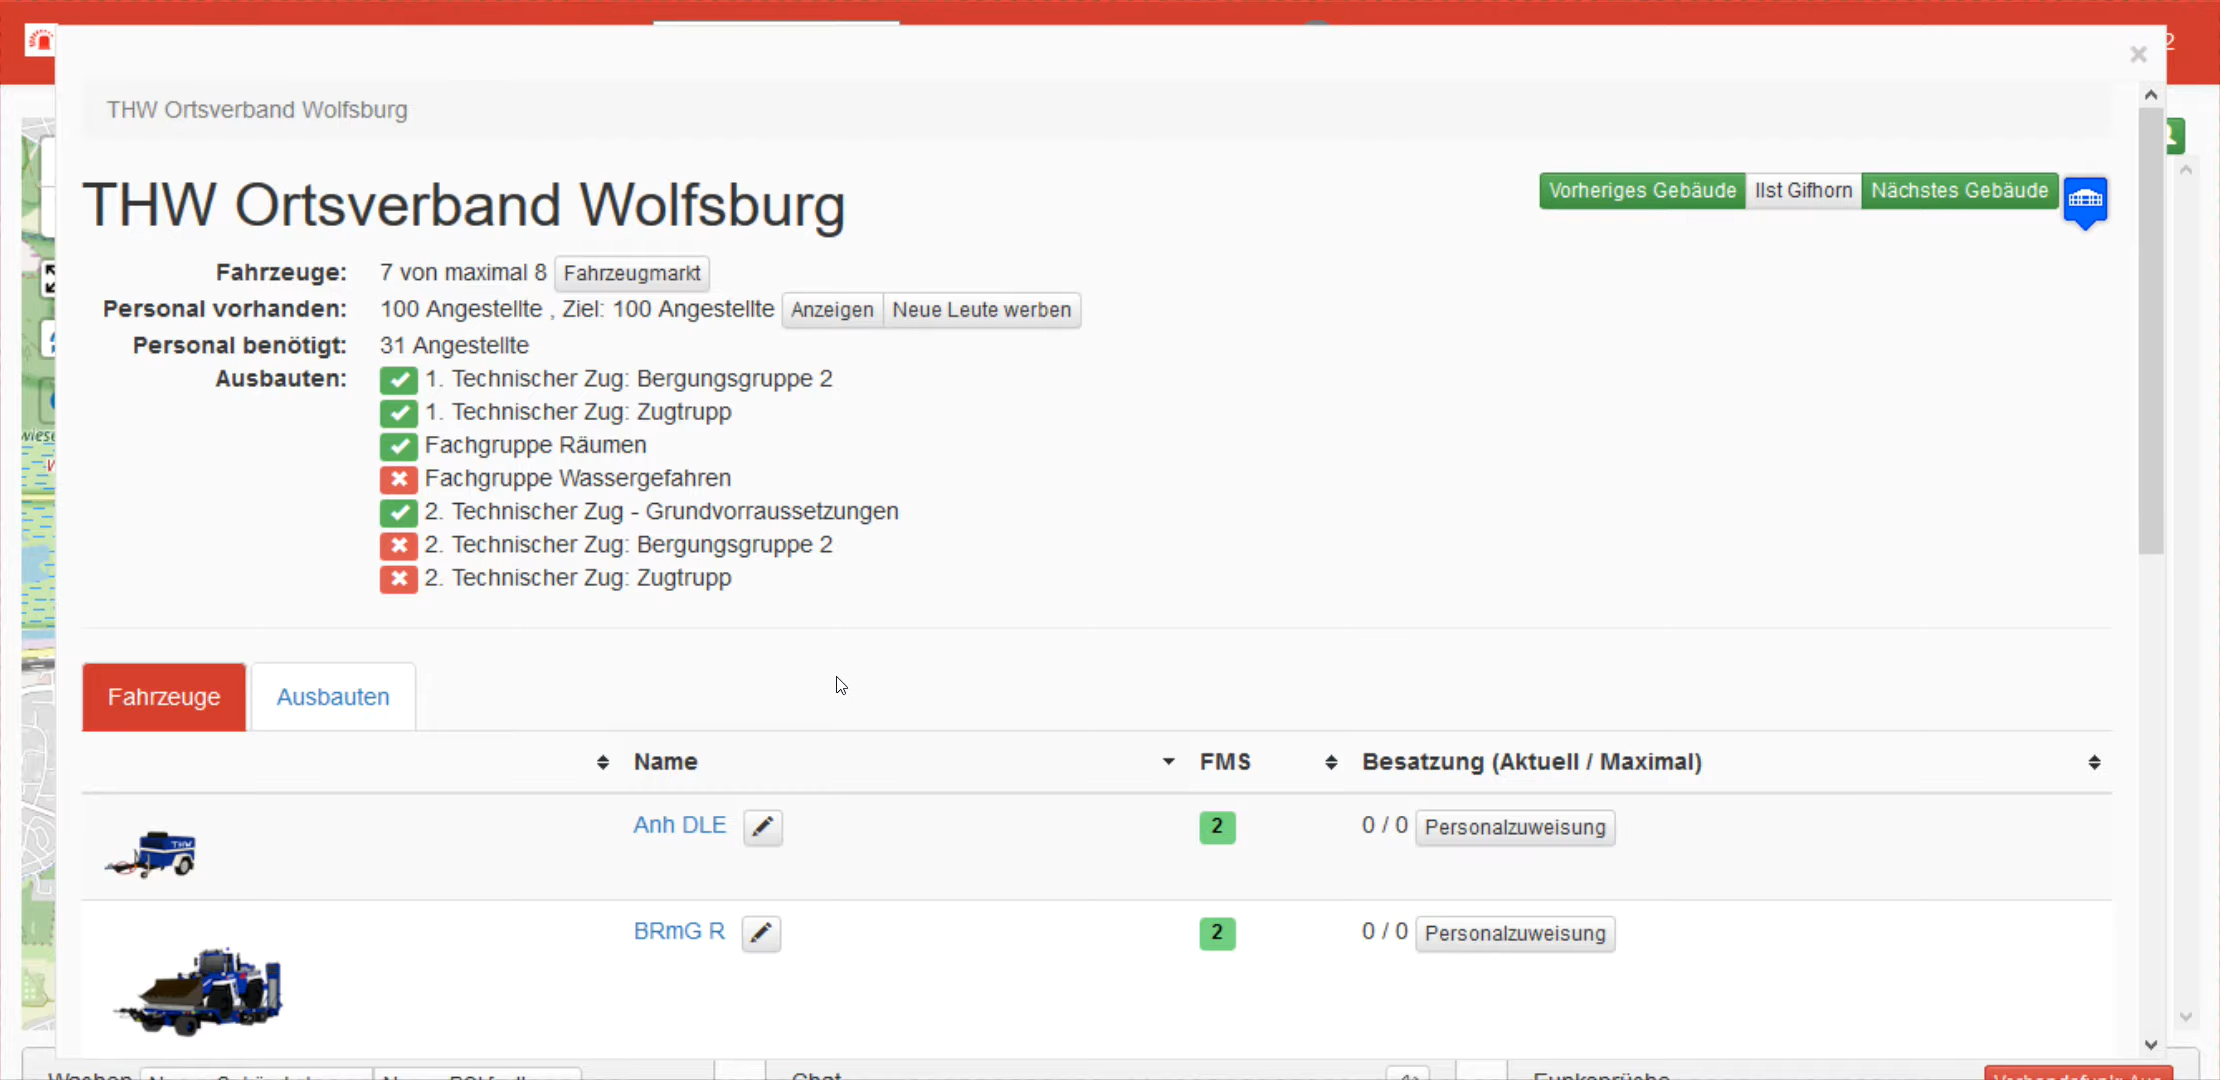 THW Ortsverband Wolfsburg
THW Ortsverband Wolfsburg
Vorheriges Gebäude Ilst Gifhorn Nächstes Gebäude
Fahrzeuge: 7 von maximal 8 Fahrzeugmarkt
Personal vorhanden: 100 Angestellte , Ziel: 100 Angestellte Anzeigen Neue Leute werben
Personal benötigt: 31 Angestellte
Ausbauten: 1. Technischer Zug: Bergungsgruppe 2
1. Technischer Zug: Zugtrupp
Fachgruppe Räumen
Fachgruppe Wassergefahren
2. Technischer Zug - Grundvorraussetzungen
2. Technischer Zug: Bergungsgruppe 2
2. Technischer Zug: Zugtrupp
Fahrzeuge Ausbauten
Name FMS Besatzung (Aktuell / Maximal)
THW
Anh DLE 2 0 / 0 Personalzuweisung
BRmG R 2 0 / 0 Personalzuweisung
Wachen Chat Funksprüche